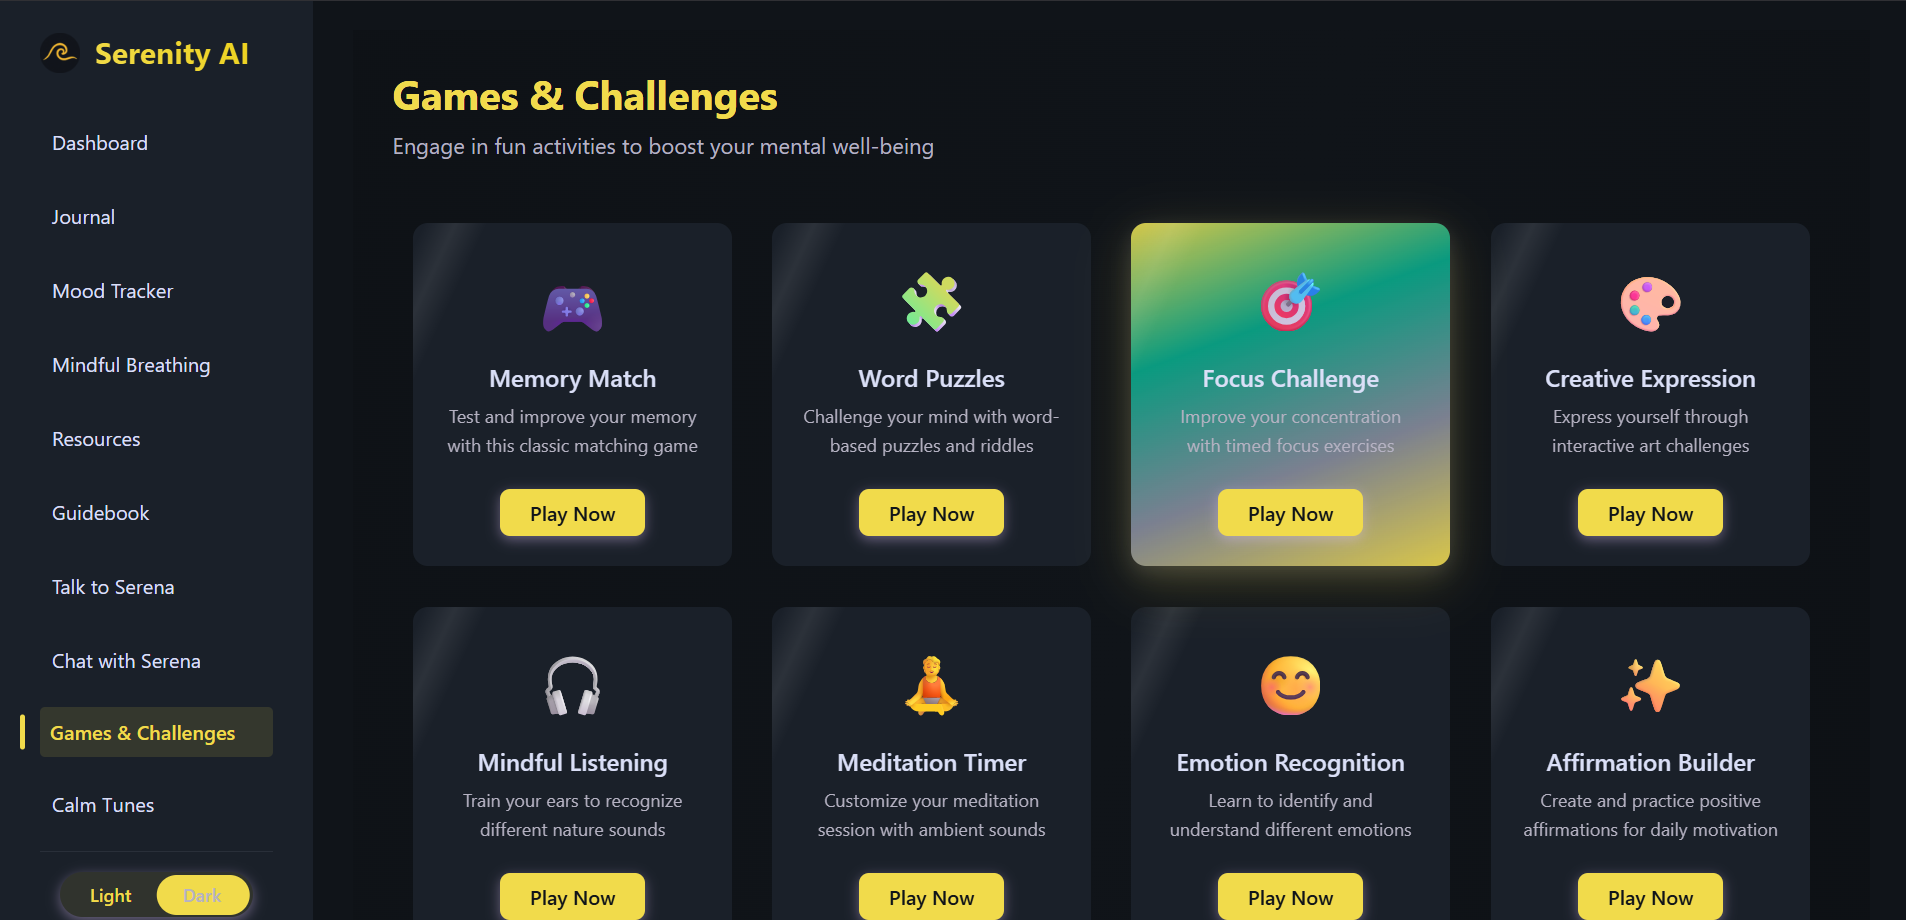 Serenity AI
Dashboard
Journal
Mood Tracker
Mindful Breathing
Resources
Guidebook
Talk to Serena
Chat with Serena
Games & Challenges
Calm Tunes
Light
Dark
Games & Challenges
Engage in fun activities to boost your mental well-being
Memory Match
Test and improve your memory
with this classic matching game
Play Now
Word Puzzles
Challenge your mind with word-
based puzzles and riddles
Play Now
Focus Challenge
Improve your concentration
with timed focus exercises
Play Now
Creative Expression
Express yourself through
interactive art challenges
Play Now
Mindful Listening
Train your ears to recognize
different nature sounds
Play Now
Meditation Timer
Customize your meditation
session with ambient sounds
Play Now
Emotion Recognition
Learn to identify and
understand different emotions
Play Now
Affirmation Builder
Create and practice positive
affirmations for daily motivation
Play Now